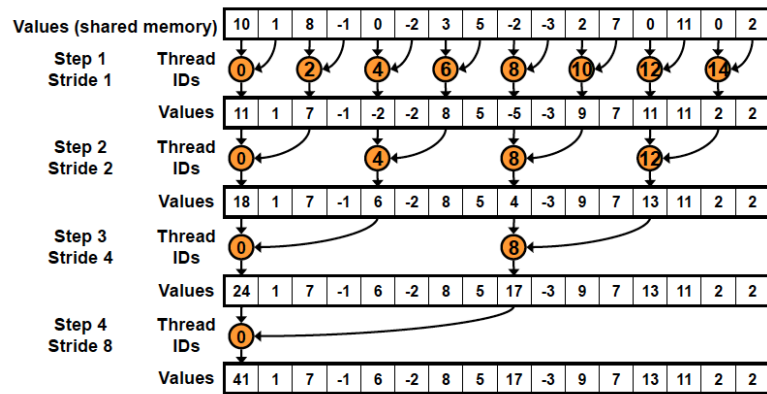 Values (shared memory) 10 1 8 -1 0 -2 3 5 -2 -3 2 7 0 11 0 2
Step 1 Thread
Stride 1 IDs 0 2 4 6 8 10 12 14
Values 11 1 7 -1 -2 -2 8 5 -5 -3 9 7 11 11 2 2
Step 2 Thread
Stride 2 IDs 0 4 8 12
Values 18 1 7 -1 6 -2 8 5 4 -3 9 7 13 11 2 2
Step 3 Thread
Stride 4 IDs 0 8
Values 24 1 7 -1 6 -2 8 5 17 -3 9 7 13 11 2 2
Step 4 Thread
Stride 8 IDs 0
Values 41 1 7 -1 6 -2 8 5 17 -3 9 7 13 11 2 2